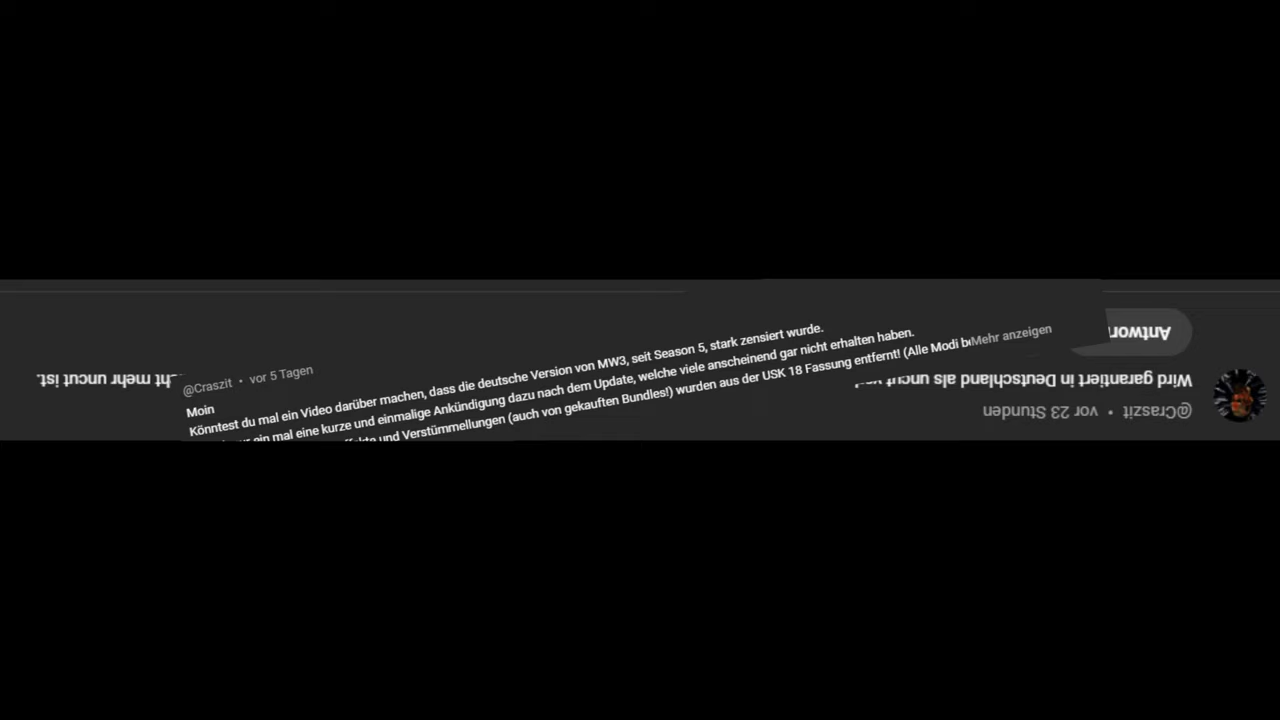 @Craszit • vor 5 Tagen
Moin
Könntest du mal ein Video darüber machen, dass die deutsche Version von MW3, seit Season 5, stark zensiert wurde.
ein mal eine kurze und einmalige Ankündigung dazu nach dem Update, welche viele anscheinend gar nicht erhalten haben.
und Verstümmellungen (auch von gekauften Bundles!) wurden aus der USK 18 Fassung entfernt! (Alle Modi
Mehr anzeigen
@Craszit • vor 23 Stunden
Wird garantiert in Deutschland als uncut
mehr uncut ist.